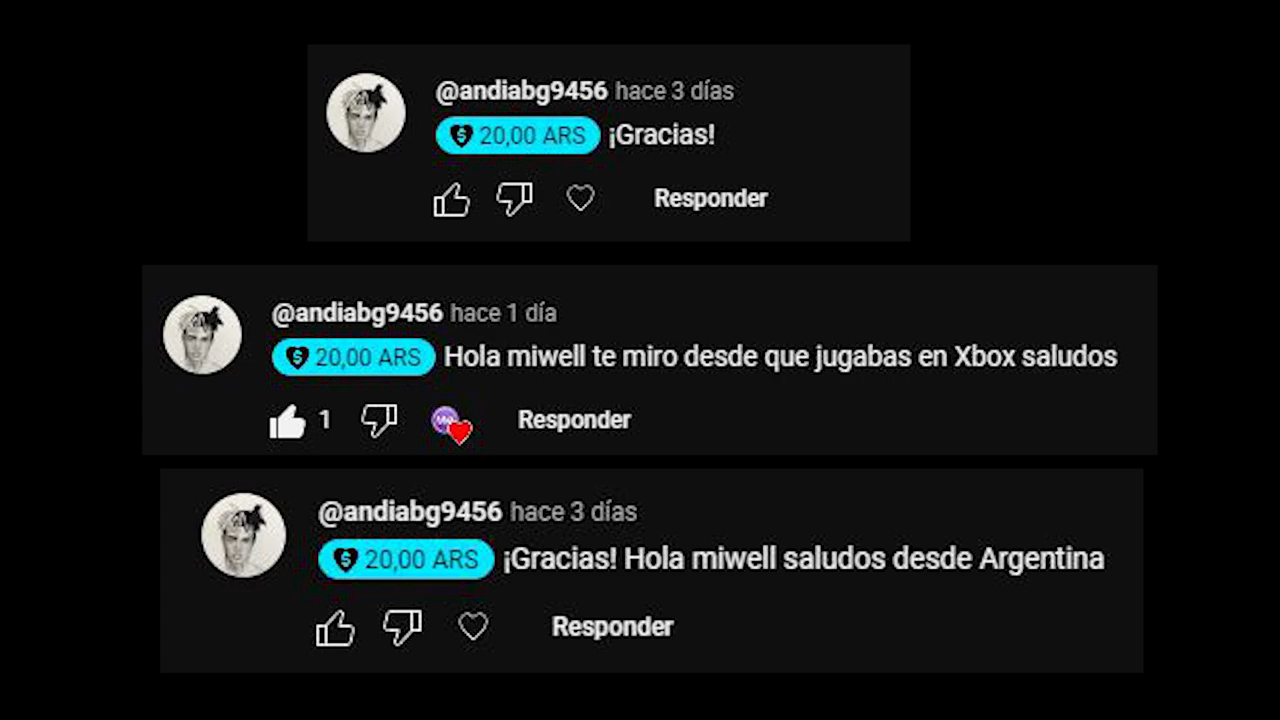 @andiabg9456 hace 3 días
20,00 ARS ¡Gracias!
Responder
@andiabg9456 hace 1 día
20,00 ARS Hola miwell te miro desde que jugabas en Xbox saludos
1 Responder
@andiabg9456 hace 3 días
20,00 ARS ¡Gracias! Hola miwell saludos desde Argentina
Responder